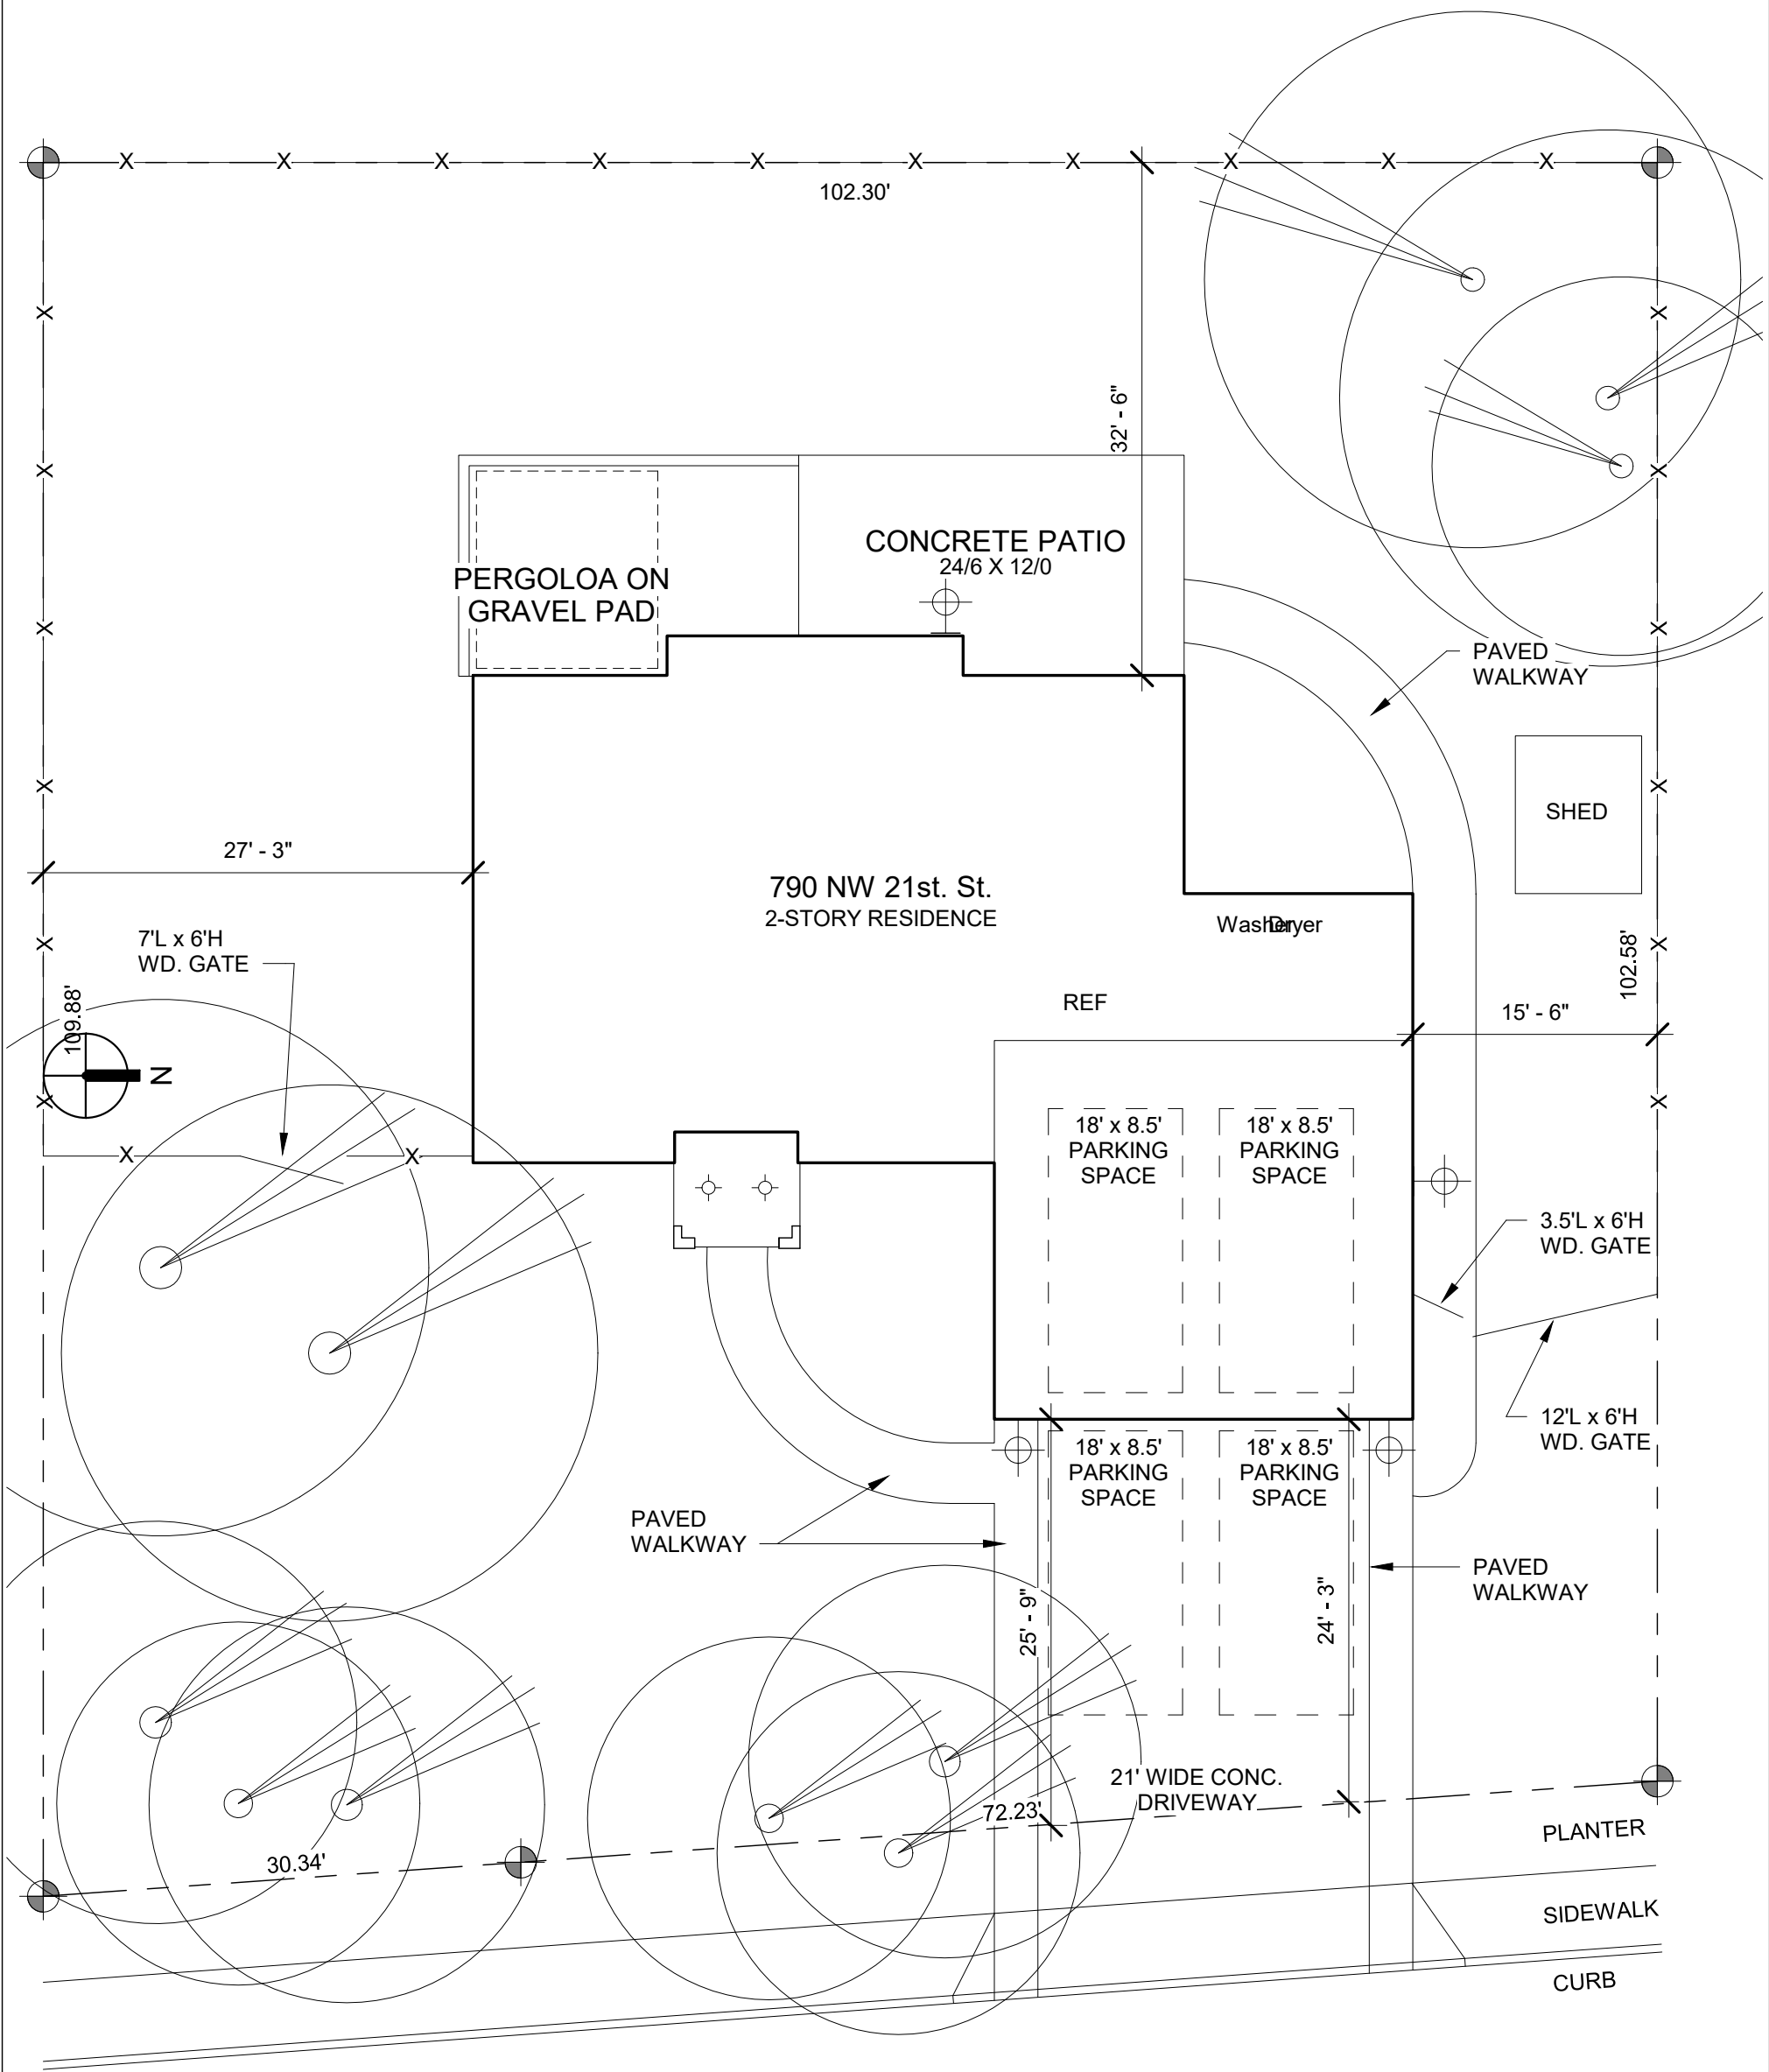 X X X X X X X X X X
102.30'
X
X
X
X
X
X
X
X
X
X
X
X
32' - 6"
CONCRETE PATIO
24/6 X 12/0
PERGOLOA ON
GRAVEL PAD
PAVED
WALKWAY
SHED
27' - 3"
790 NW 21st. St.
2-STORY RESIDENCE
Washer
Dryer
7'L x 6'H
WD. GATE
102.58'
109.88'
REF
15' - 6"
N
X X
18' x 8.5'
PARKING
SPACE
18' x 8.5'
PARKING
SPACE
3.5'L x 6'H
WD. GATE
12'L x 6'H
WD. GATE
18' x 8.5'
PARKING
SPACE
18' x 8.5'
PARKING
SPACE
PAVED
WALKWAY
PAVED
WALKWAY
25' - 9"
24' - 3"
21' WIDE CONC.
DRIVEWAY
72.23'
30.34'
PLANTER
SIDEWALK
CURB